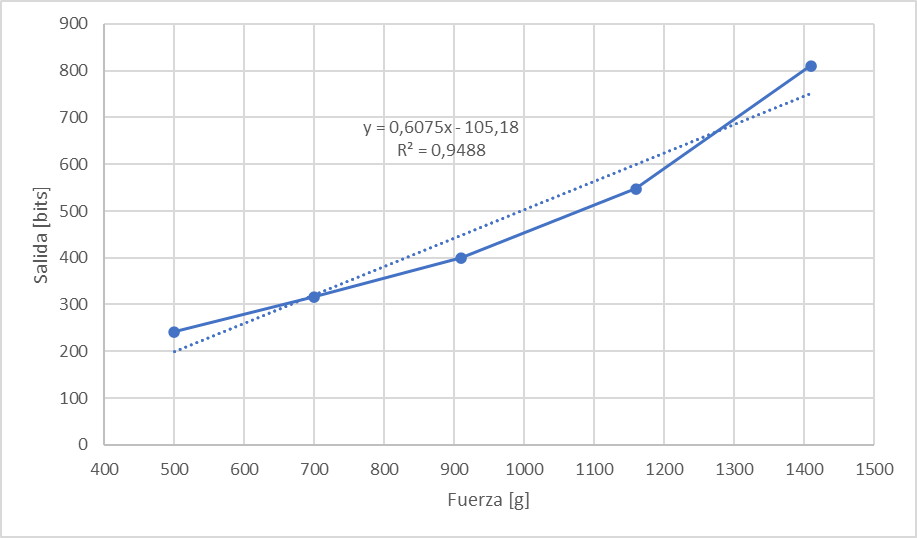 900
800
700
600
500
400
300
200
100
0
Salida [bits]
y = 0,6075x - 105,18
R² = 0,9488
400 500 600 700 800 900 1000 1100 1200 1300 1400 1500
Fuerza [g]